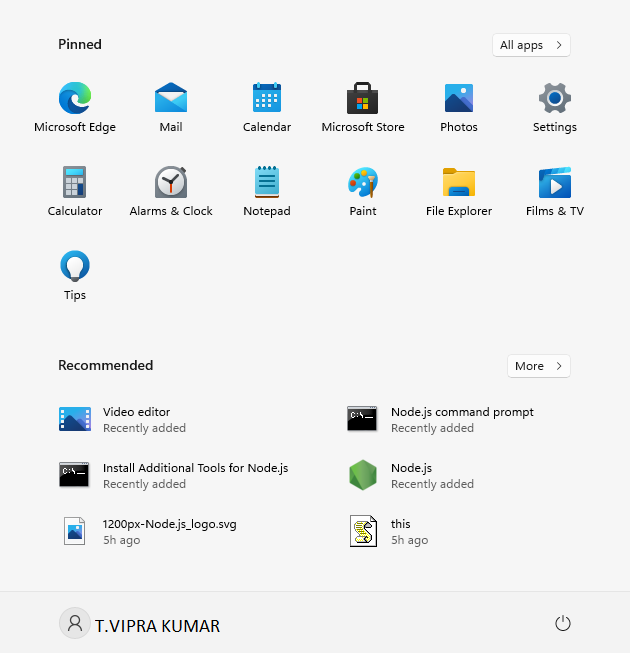 Pinned
All apps
Microsoft Edge
Mail
Calendar
Microsoft Store
Photos
Settings
Calculator
Alarms & Clock
Notepad
Paint
File Explorer
Films & TV
Tips
Recommended
More
Video editor
Recently added
Node.js command prompt
Recently added
Install Additional Tools for Node.js
Recently added
Node.js
Recently added
1200px-Node.js_logo.svg
5h ago
this
5h ago
T.VIPRA KUMAR